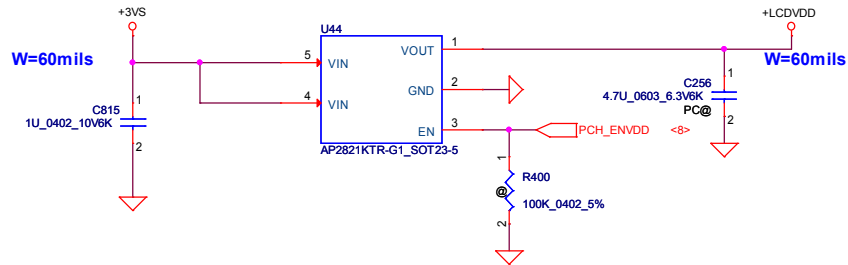 +3VS
+LCDVDD
U44
W=60mils
5
VIN
VOUT
1
W=60mils
4
VIN
GND
2
1
C256
4.7U_0603_6.3V6K
PC@
2
1
C815
1U_0402_10V6K
2
EN
3
PCH_ENVDD <8>
AP2821KTR-G1_SOT23-5
1
R400
@
100K_0402_5%
2